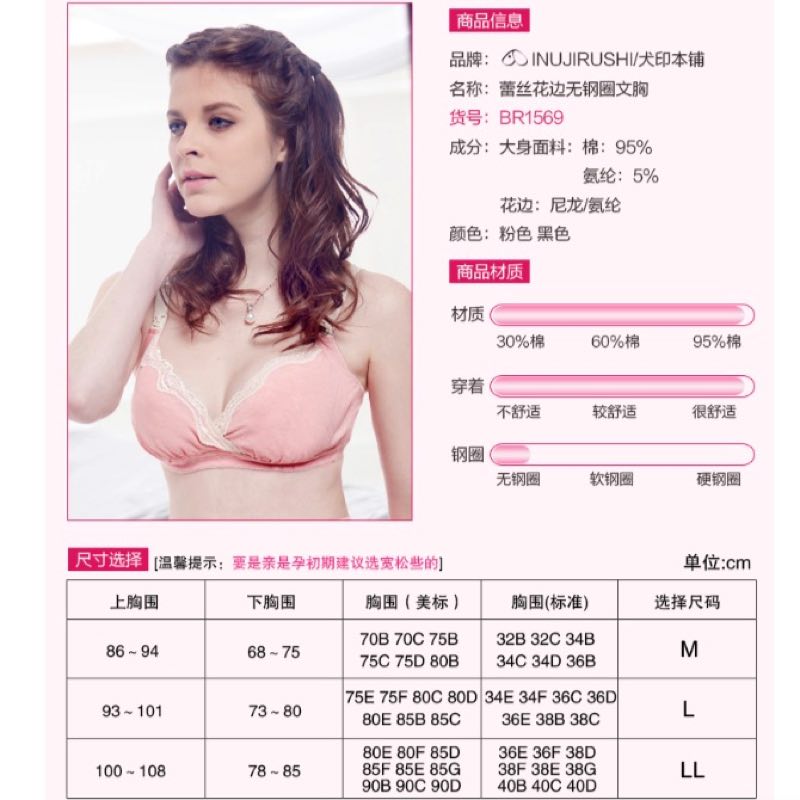 商品信息
品牌： INUJIRUSHI/犬印本铺
名称：蕾丝花边无钢圈文胸
货号：BR1569
成分：大身面料：棉：95%
氨纶：5%
花边：尼龙/氨纶
颜色：粉色 黑色
商品材质
材质
30%棉 60%棉 95%棉
穿着
不舒适 较舒适 很舒适
钢圈
无钢圈 软钢圈 硬钢圈
尺寸选择 [温馨提示：要是亲是孕初期建议选宽松些的] 单位:cm
上胸围 下胸围 胸围（美标） 胸围(标准) 选择尺码
86~94 68~75 70B 70C 75B 32B 32C 34B M
75C 75D 80B 34C 34D 36B
93~101 73~80 75E 75F 80C 80D 34E 34F 36C 36D L
80E 85B 85C 36E 38B 38C
100~108 78~85 80E 80F 85D 36E 36F 38D LL
85F 85E 85G 38F 38E 38G
90B 90C 90D 40B 40C 40D